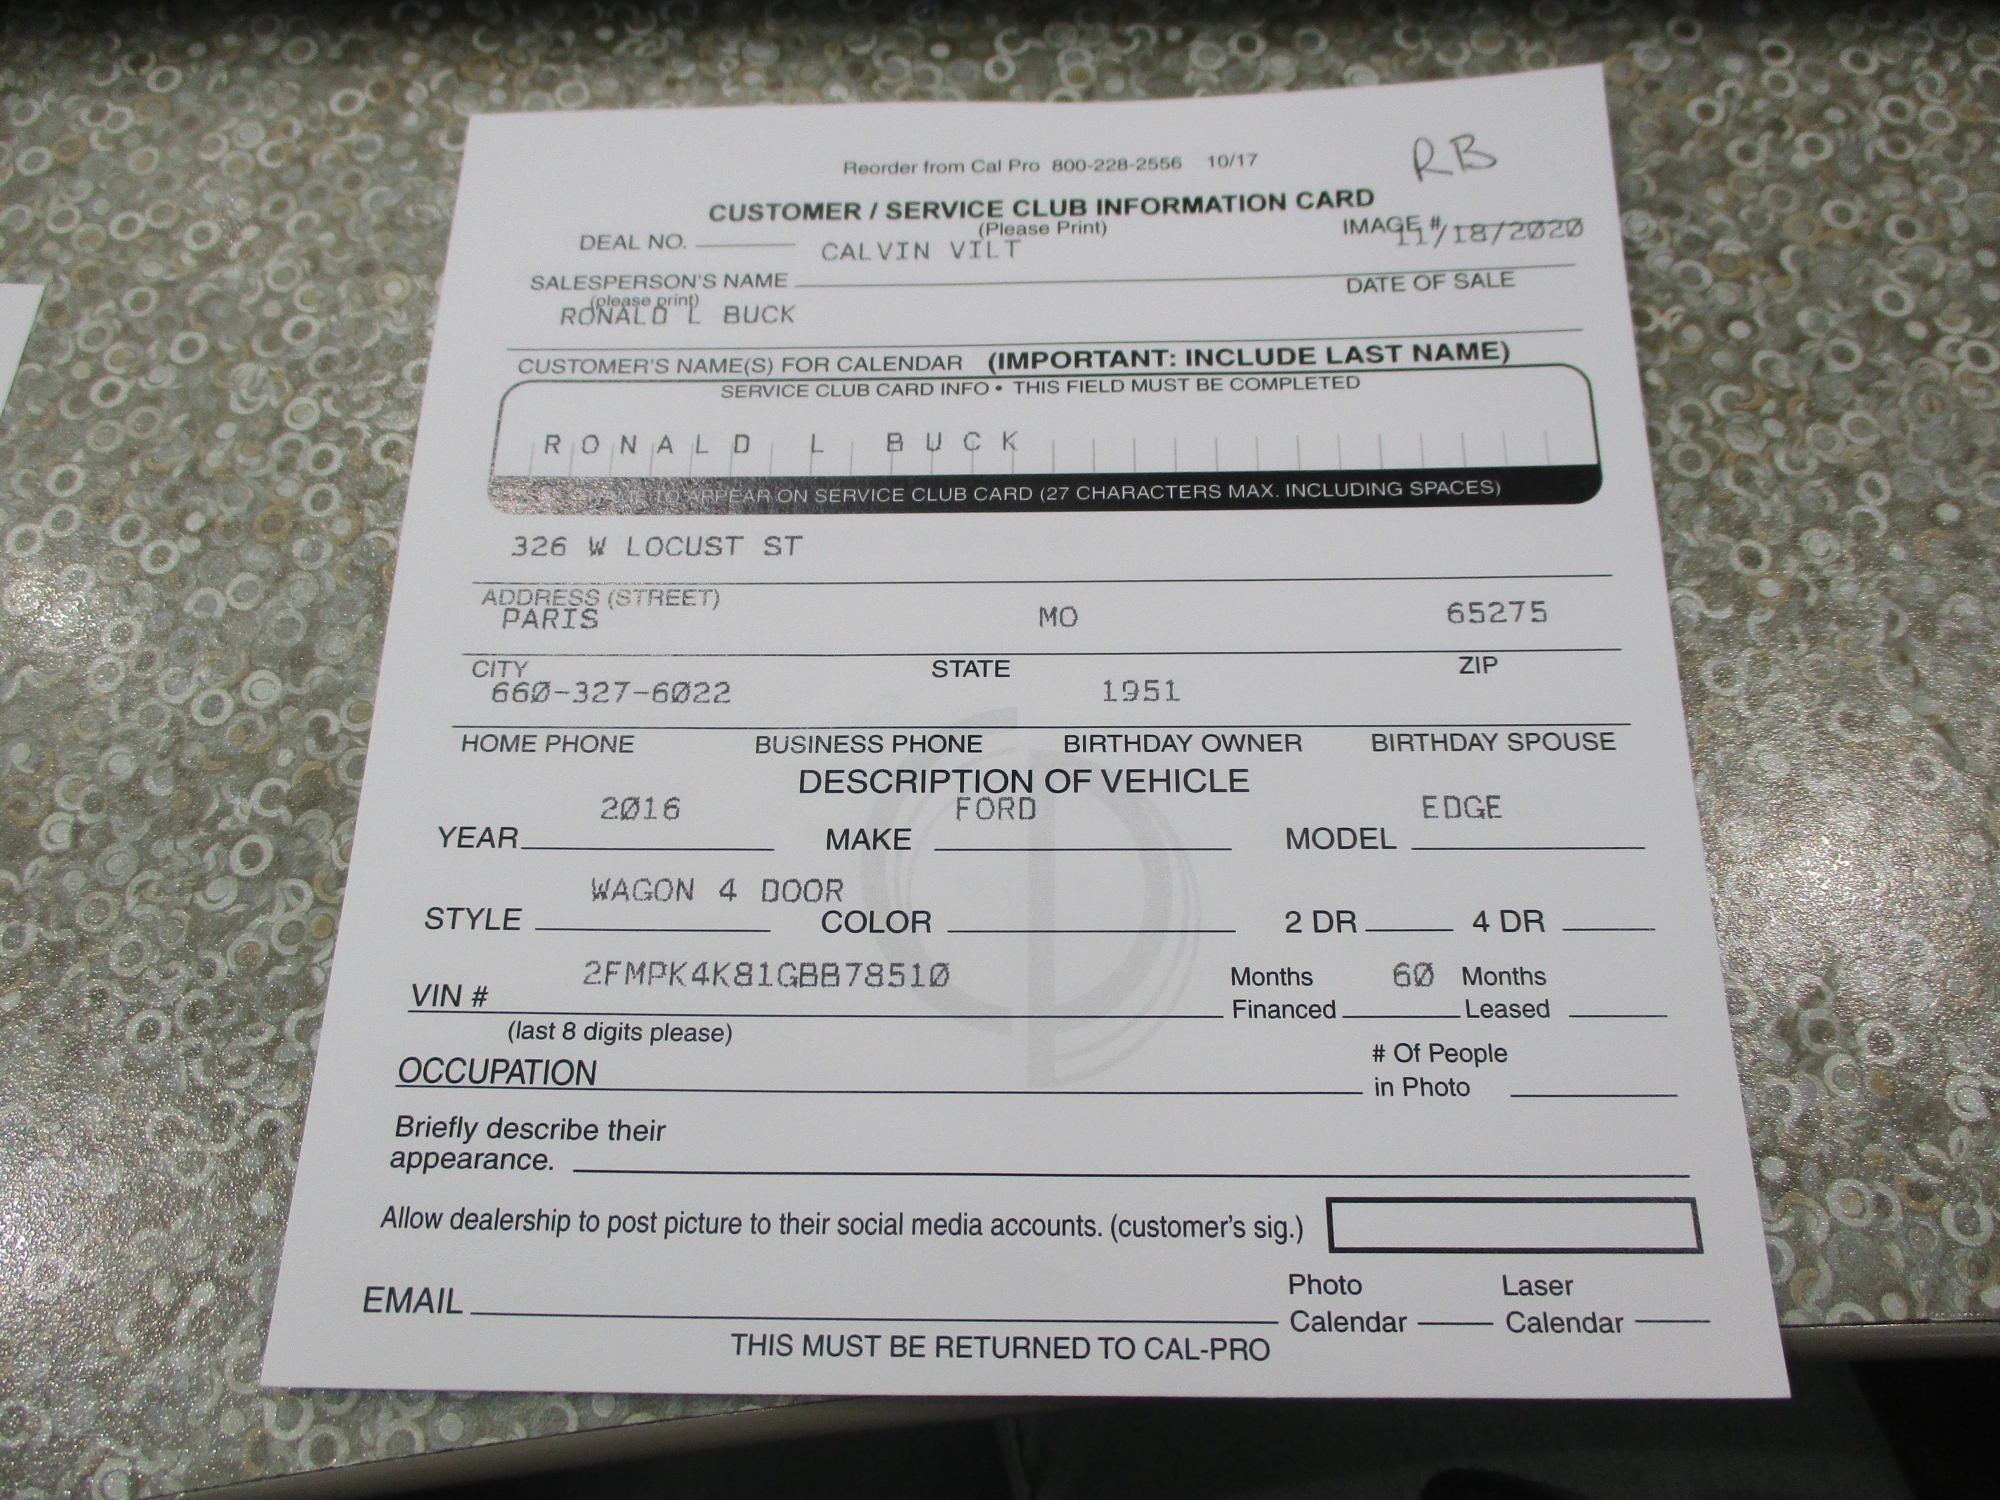 RB
Reorder from Cal Pro 800-228-2556 10/17
CUSTOMER / SERVICE CLUB INFORMATION CARD
(Please Print)
DEAL NO. IMAGE #
CALVIN VILT 11/18/2020
SALESPERSON'S NAME DATE OF SALE
(please print)
RONALD L BUCK
CUSTOMER'S NAME(S) FOR CALENDAR (IMPORTANT: INCLUDE LAST NAME)
SERVICE CLUB CARD INFO • THIS FIELD MUST BE COMPLETED
RONALD L BUCK
NAME TO APPEAR ON SERVICE CLUB CARD (27 CHARACTERS MAX. INCLUDING SPACES)
326 W LOCUST ST
ADDRESS (STREET)
PARIS MO 65275
CITY STATE ZIP
660-327-6022 1951
HOME PHONE BUSINESS PHONE BIRTHDAY OWNER BIRTHDAY SPOUSE
DESCRIPTION OF VEHICLE
2016 FORD EDGE
YEAR MAKE MODEL
WAGON 4 DOOR
STYLE COLOR 2 DR 4 DR
2FMPK4K81GBB78510 Months 60 Months
VIN # Financed Leased
(last 8 digits please)
# Of People
OCCUPATION in Photo
Briefly describe their
appearance.
Allow dealership to post picture to their social media accounts. (customer's sig.)
Photo Laser
EMAIL Calendar Calendar
THIS MUST BE RETURNED TO CAL-PRO